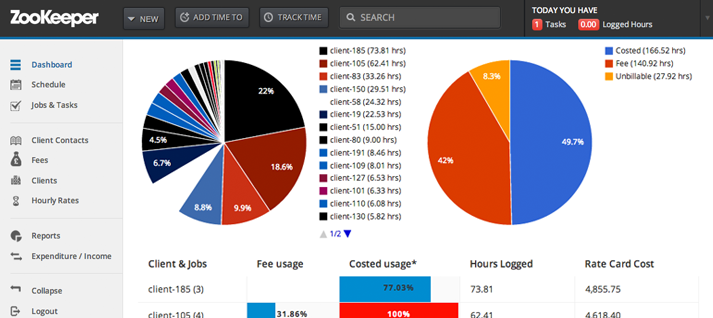 ZOOKEEPER
NEW
ADD TIME TO
TRACK TIME
SEARCH
TODAY YOU HAVE
1 Tasks 0.00 Logged Hours
Dashboard
Schedule
Jobs & Tasks
Client Contacts
Fees
Clients
Hourly Rates
Reports
Expenditure / Income
Collapse
Logout
22%
18.6%
9.9%
8.8%
6.7%
4.5%
client-185 (73.81 hrs)
client-105 (62.41 hrs)
client-83 (33.26 hrs)
client-150 (29.51 hrs)
client-58 (24.32 hrs)
client-19 (22.53 hrs)
client-51 (15.00 hrs)
client-80 (9.00 hrs)
client-191 (8.46 hrs)
client-109 (8.01 hrs)
client-127 (6.53 hrs)
client-101 (6.33 hrs)
client-110 (6.08 hrs)
client-130 (5.82 hrs)
1/2
8.3%
49.7%
42%
Costed (166.52 hrs)
Fee (140.92 hrs)
Unbillable (27.92 hrs)
Client & Jobs Fee usage Costed usage* Hours Logged Rate Card Cost
client-185 (3) 77.03% 73.81 4,855.75
client-105 (4) 31.86% 100% 62.41 4,618.40